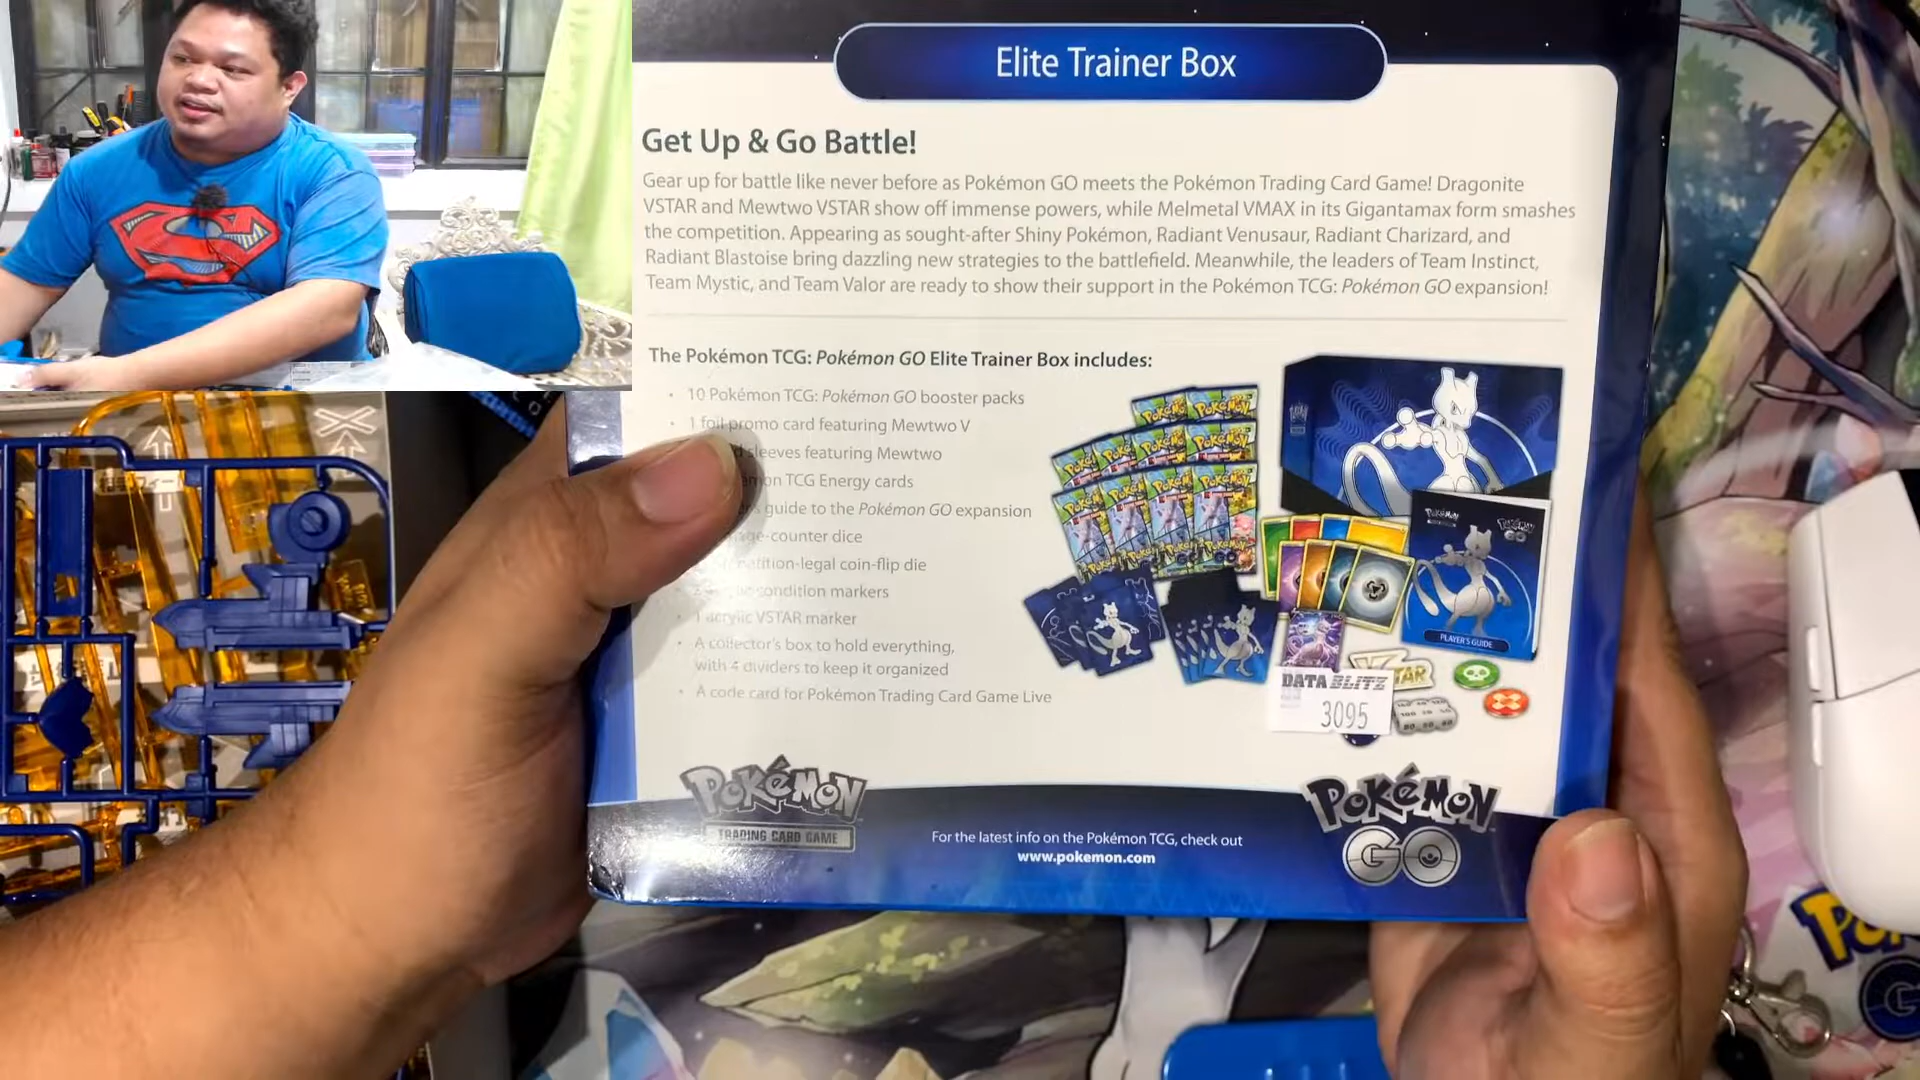 Elite Trainer Box
Get Up & Go Battle!
Gear up for battle like never before as Pokémon GO meets the Pokémon Trading Card Game! Dragonite
VSTAR and Mewtwo VSTAR show off immense powers, while Melmetal VMAX in its Gigantamax form smashes
the competition. Appearing as sought-after Shiny Pokémon, Radiant Venusaur, Radiant Charizard, and
Radiant Blastoise bring dazzling new strategies to the battlefield. Meanwhile, the leaders of Team Instinct,
Team Mystic, and Team Valor are ready to show their support in the Pokémon TCG: Pokémon GO expansion!
The Pokémon TCG: Pokémon GO Elite Trainer Box includes:
• 10 Pokémon TCG: Pokémon GO booster packs
• 1 foil promo card featuring Mewtwo V
sleeves featuring Mewtwo
TCG Energy cards
guide to the Pokémon GO expansion
-counter dice
-legal coin-flip die
condition markers
• 1 acrylic VSTAR marker
• A collector's box to hold everything,
with 4 dividers to keep it organized
• A code card for Pokémon Trading Card Game Live
POKÉMON
GO
PLAYER'S GUIDE
DATA BLITZ
3095
POKÉMON
TRADING CARD GAME
For the latest info on the Pokémon TCG, check out
www.pokemon.com
POKÉMON
GO